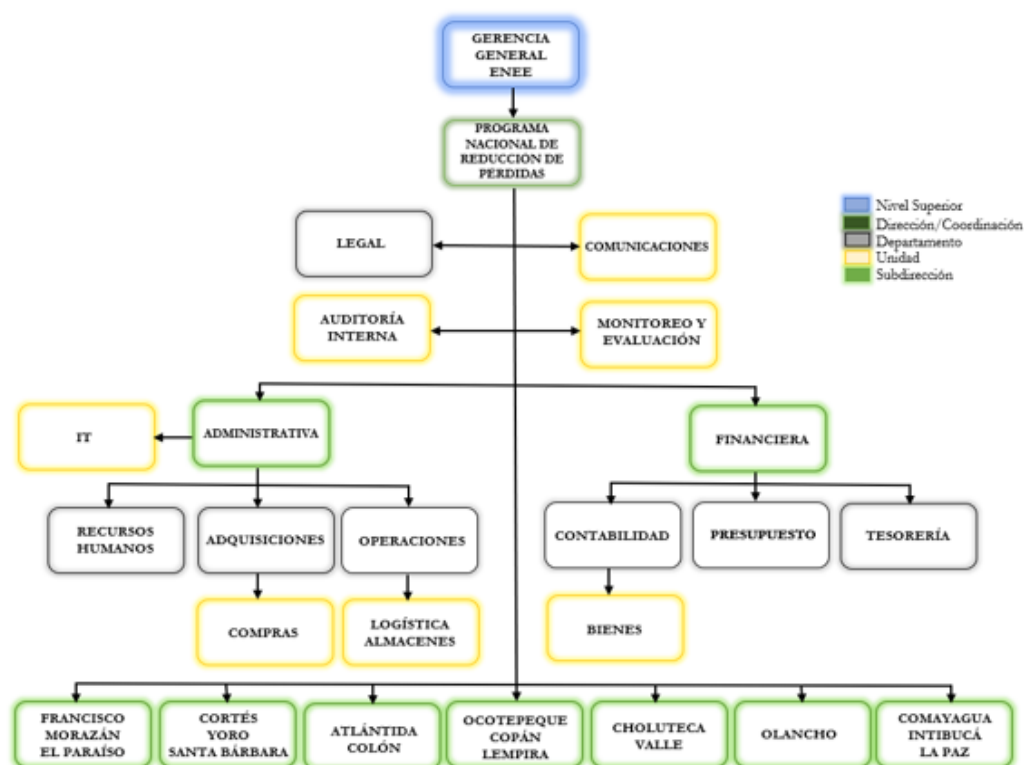 GERENCIA
GENERAL
ENEE
PROGRAMA
NACIONAL DE
REDUCCIÓN DE
PÉRDIDAS
LEGAL
COMUNICACIONES
Nivel Superior
Dirección/Coordinación
Departamento
Unidad
Subdirección
AUDITORÍA
INTERNA
MONITOREO Y
EVALUACIÓN
IT
ADMINISTRATIVA
FINANCIERA
RECURSOS
HUMANOS
ADQUISICIONES
OPERACIONES
CONTABILIDAD
PRESUPUESTO
TESORERÍA
COMPRAS
LOGÍSTICA
ALMACENES
BIENES
FRANCISCO
MORAZÁN
EL PARAÍSO
CORTÉS
YORO
SANTA BÁRBARA
ATLÁNTIDA
COLÓN
OCOTEPEQUE
COPÁN
LEMPIRA
CHOLUTECA
VALLE
OLANCHO
COMAYAGUA
INTIBUCÁ
LA PAZ